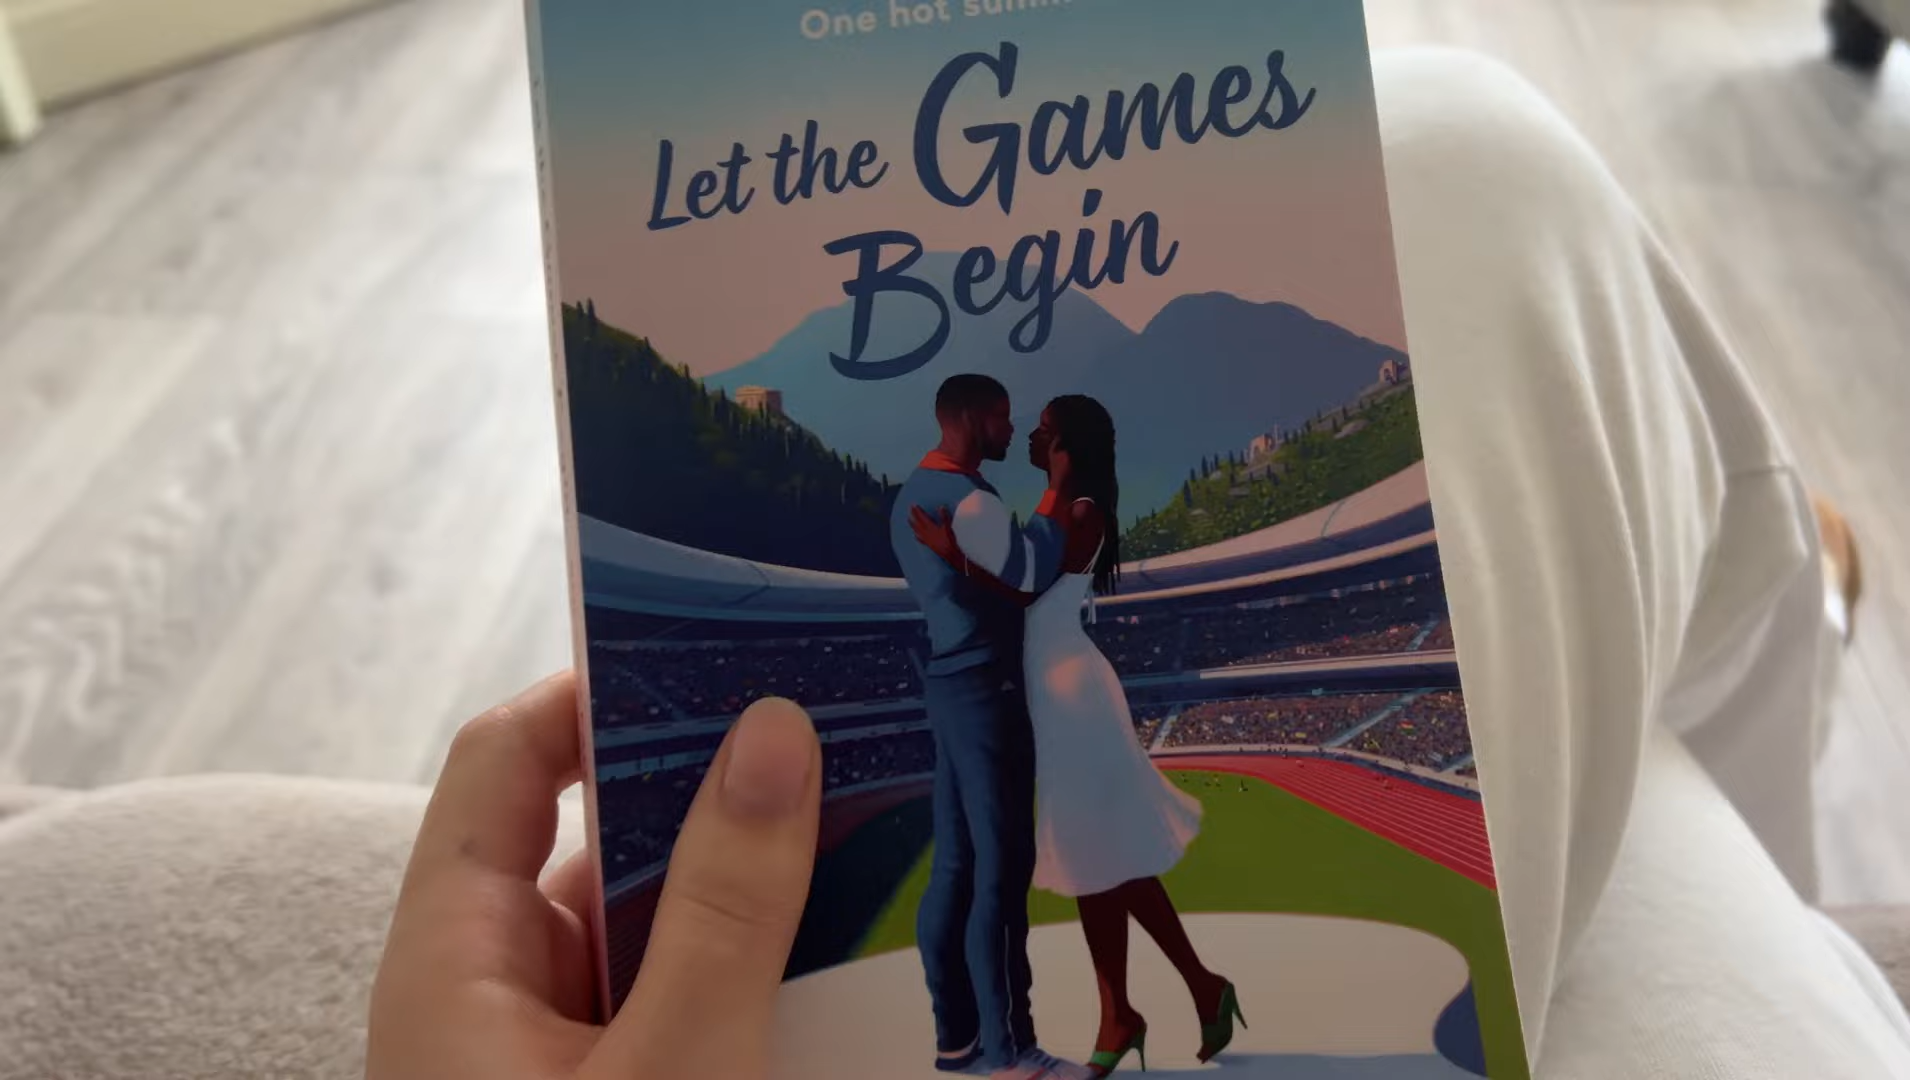 One hot
Let the Games
Begin